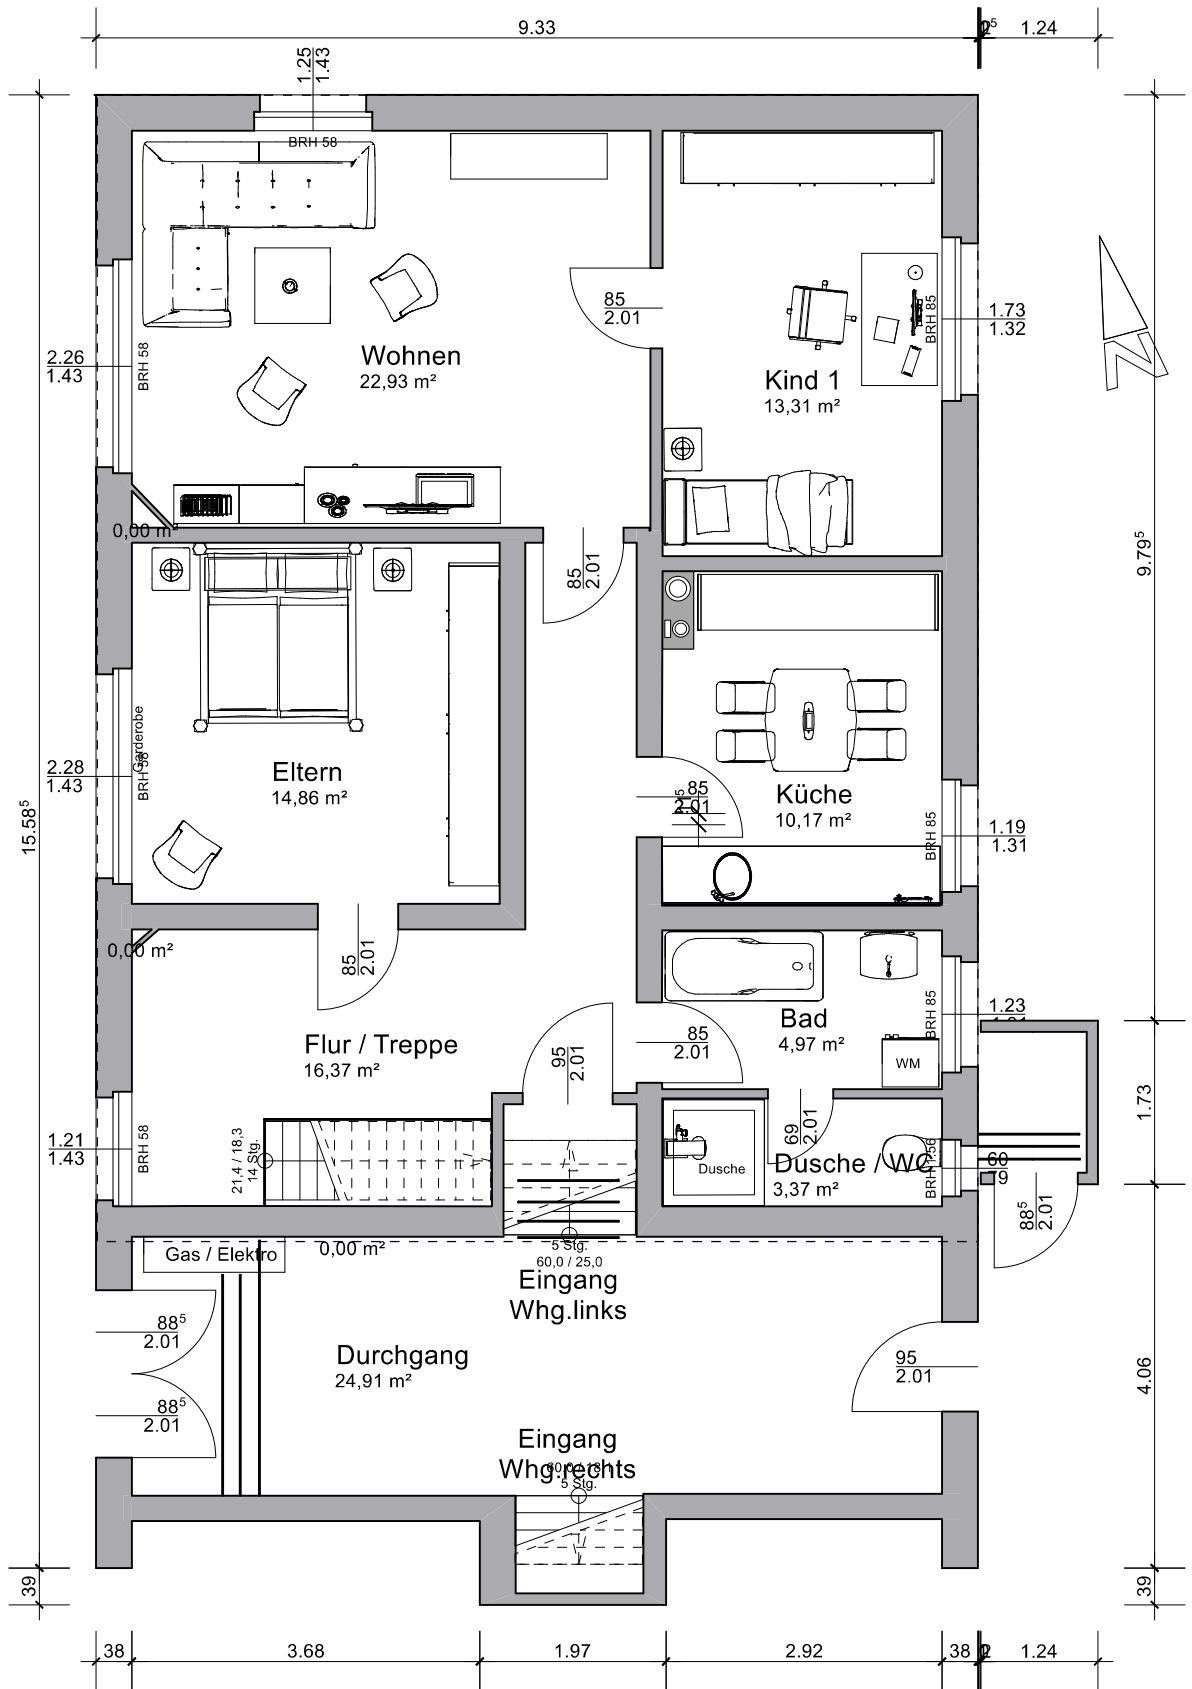 9.33
1.24
1.25
1.43
BRH 58
85
2.01
1.73
1.32
BRH 85
2.26
1.43
BRH 58
Wohnen
22,93 m²
Kind 1
13,31 m²
N
0,00 m²
85
2.01
9.79⁵
15.58⁵
Garderobe
BRH 58
2.28
1.43
Eltern
14,86 m²
85
2.01
Küche
10,17 m²
BRH 85
1.19
1.31
0,00 m²
85
2.01
Flur / Treppe
16,37 m²
95
2.01
85
2.01
Bad
4,97 m²
BRH 85
1.23
WM
1.73
1.21
1.43
BRH 58
21,4 / 18,3
14 Stg.
69
2.01
Dusche
Dusche / WC
3,37 m²
BRH 1.56
60
79
88⁵
2.01
Gas / Elektro
0,00 m²
5 Stg.
60,0 / 25,0
Eingang
Whg.links
88⁵
2.01
Durchgang
24,91 m²
95
2.01
4.06
88⁵
2.01
Eingang
Whg.rechts
5 Stg.
39
39
38
3.68
1.97
2.92
38
1.24